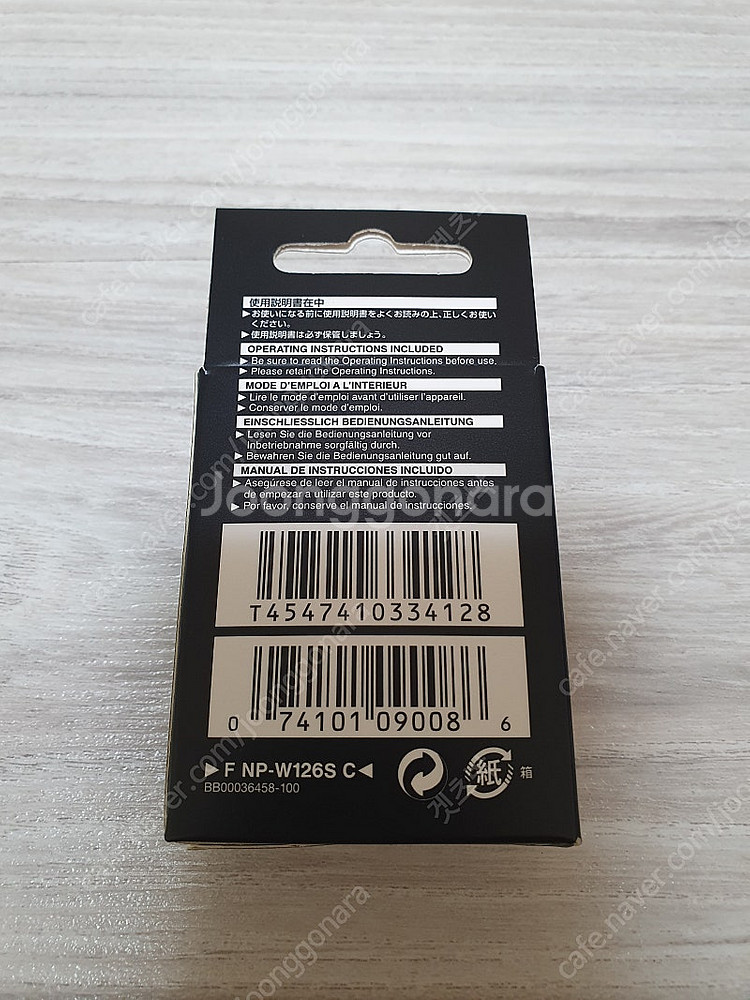 使用説明書在中
▶お使いになる前に使用説明書をよくお読みの上、正しくお使い
ください。
▶使用説明書は必ず保管しましょう。
OPERATING INSTRUCTIONS INCLUDED
▶ Be sure to read the Operating Instructions before use.
▶ Please retain the Operating Instructions.
MODE D'EMPLOI A L'INTERIEUR
▶ Lire le mode d'emploi avant d'utiliser l'appareil.
▶ Conserver le mode d'emploi.
EINSCHLIESSLICH BEDIENUNGSANLEITUNG
▶ Lesen Sie die Bedienungsanleitung vor
Inbetriebnahme sorgfältig durch.
▶ Bewahren Sie die Bedienungsanleitung gut auf.
MANUAL DE INSTRUCCIONES INCLUIDO
▶ Asegúrese de leer el manual de instrucciones antes
de empezar a utilizar este producto.
▶ Por favor, conserve el manual de instrucciones.
Joonggonara
T4547410334128
0 74101 09008 6
▶ F NP-W126S C◀
BB00036458-100
紙 箱
cafe.naver.com/joonggonara